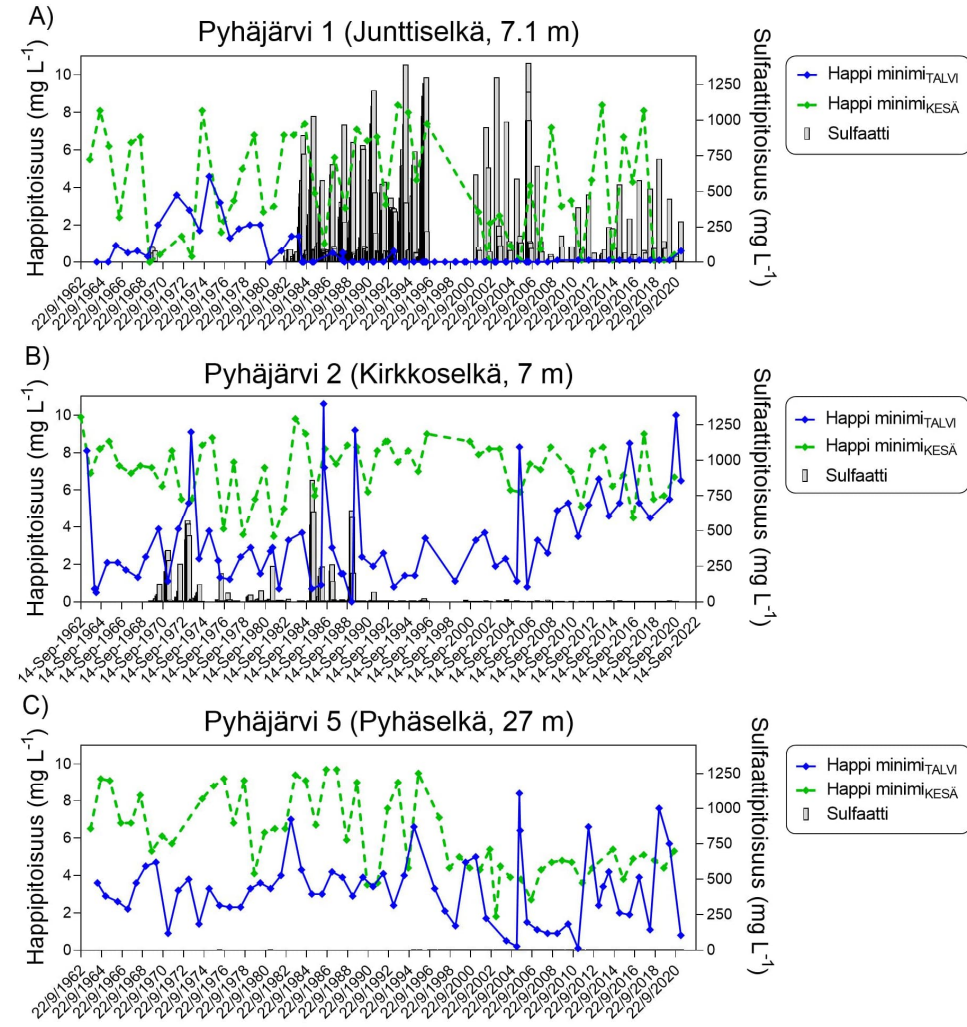 A)
Pyhäjärvi 1 (Junttiselkä, 7.1 m)
Happipitoisuus (mg L-1)
10
8
6
4
2
0
Sulfaattipitoisuus (mg L-1)
1250
1000
750
500
250
0
22/9/1962
22/9/1964
22/9/1966
22/9/1968
22/9/1970
22/9/1972
22/9/1974
22/9/1976
22/9/1978
22/9/1980
22/9/1982
22/9/1984
22/9/1986
22/9/1988
22/9/1990
22/9/1992
22/9/1994
22/9/1996
22/9/1998
22/9/2000
22/9/2002
22/9/2004
22/9/2006
22/9/2008
22/9/2010
22/9/2012
22/9/2014
22/9/2016
22/9/2018
22/9/2020
Happi minimiTALVI
Happi minimiKESÄ
Sulfaatti
B)
Pyhäjärvi 2 (Kirkkoselkä, 7 m)
Happipitoisuus (mg L-1)
10
8
6
4
2
0
Sulfaattipitoisuus (mg L-1)
1250
1000
750
500
250
0
14-Sep-1962
14-Sep-1964
14-Sep-1966
14-Sep-1968
14-Sep-1970
14-Sep-1972
14-Sep-1974
14-Sep-1976
14-Sep-1978
14-Sep-1980
14-Sep-1982
14-Sep-1984
14-Sep-1986
14-Sep-1988
14-Sep-1990
14-Sep-1992
14-Sep-1994
14-Sep-1996
14-Sep-1998
14-Sep-2000
14-Sep-2002
14-Sep-2004
14-Sep-2006
14-Sep-2008
14-Sep-2010
14-Sep-2012
14-Sep-2014
14-Sep-2016
14-Sep-2018
14-Sep-2020
14-Sep-2022
Happi minimiTALVI
Happi minimiKESÄ
Sulfaatti
C)
Pyhäjärvi 5 (Pyhäselkä, 27 m)
Happipitoisuus (mg L-1)
10
8
6
4
2
0
Sulfaattipitoisuus (mg L-1)
1250
1000
750
500
250
0
22/9/1962
22/9/1964
22/9/1966
22/9/1968
22/9/1970
22/9/1972
22/9/1974
22/9/1976
22/9/1978
22/9/1980
22/9/1982
22/9/1984
22/9/1986
22/9/1988
22/9/1990
22/9/1992
22/9/1994
22/9/1996
22/9/1998
22/9/2000
22/9/2002
22/9/2004
22/9/2006
22/9/2008
22/9/2010
22/9/2012
22/9/2014
22/9/2016
22/9/2018
22/9/2020
Happi minimiTALVI
Happi minimiKESÄ
Sulfaatti